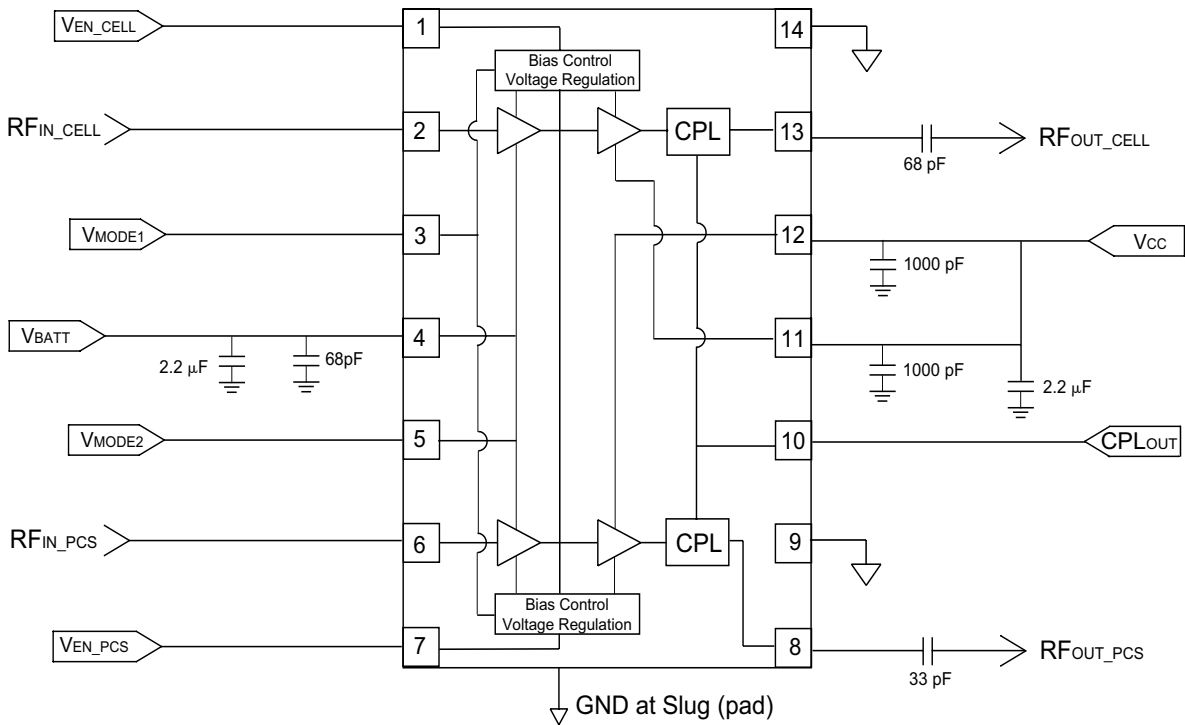 VEN_CELL
1
14
Bias Control
Voltage Regulation
RFIN_CELL
2
CPL
13
RFOUT_CELL
68 pF
VMODE1
3
12
VCC
1000 pF
VBATT
4
11
2.2 μF
68pF
1000 pF
2.2 μF
VMODE2
5
10
CPLOUT
RFIN_PCS
6
CPL
9
Bias Control
Voltage Regulation
VEN_PCS
7
8
RFOUT_PCS
33 pF
GND at Slug (pad)